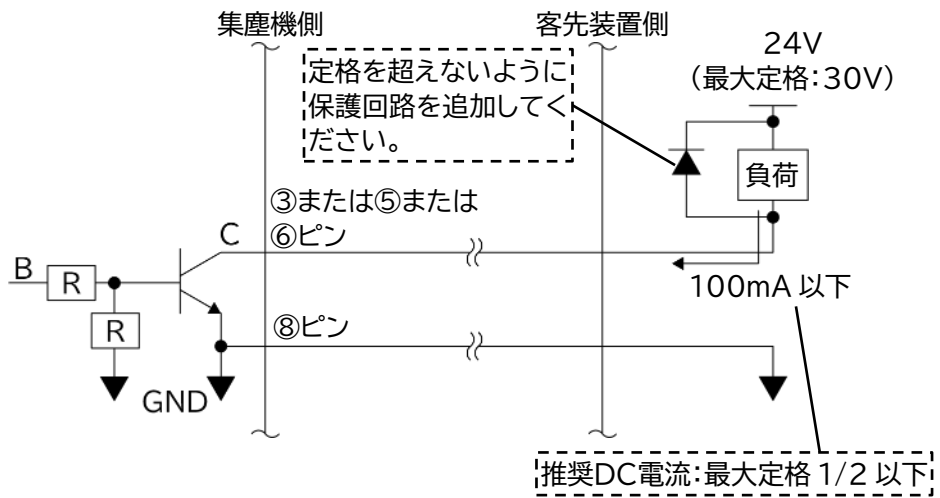 集塵機側
客先装置側
24V
（最大定格：30V）
定格を超えないように
保護回路を追加してく
ださい。
負荷
③または⑤または
⑥ピン
C
B
R
R
100mA 以下
⑧ピン
GND
推奨DC電流：最大定格 1/2 以下